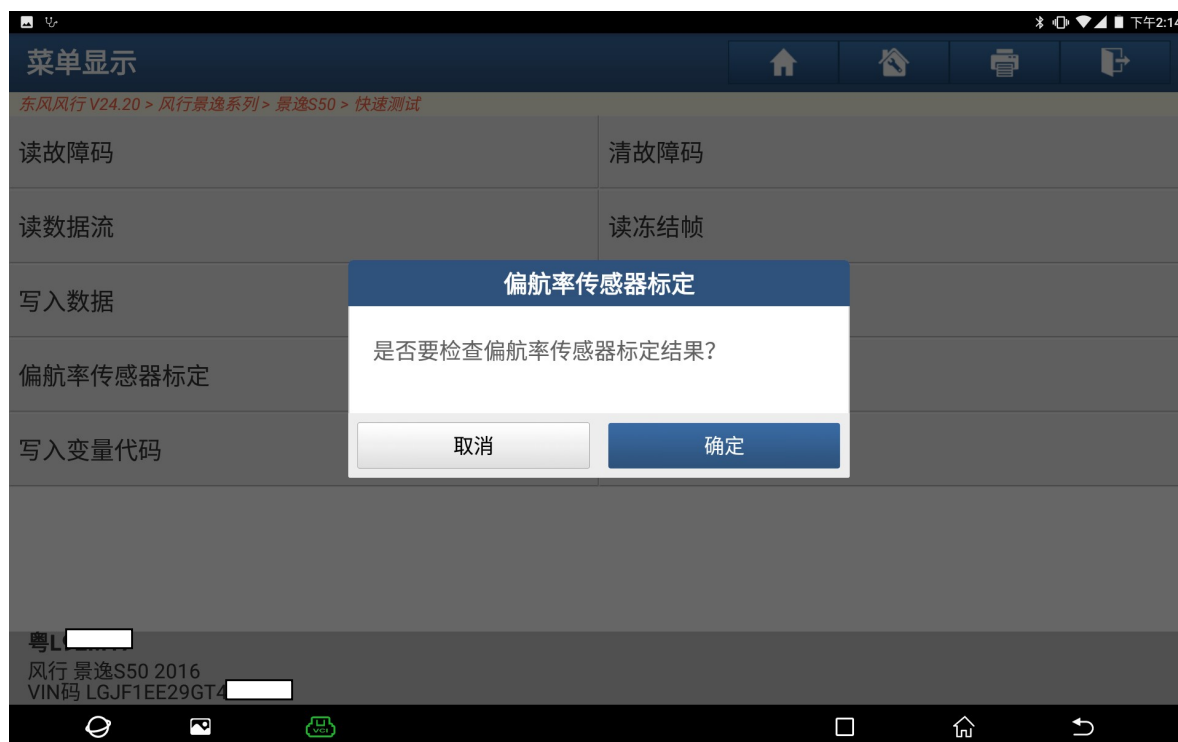 下午2:14
菜单显示
东风风行 V24.20 > 风行景逸系列 > 景逸S50 > 快速测试
读故障码
清故障码
读数据流
读冻结帧
写入数据
偏航率传感器标定
写入变量代码
偏航率传感器标定
是否要检查偏航率传感器标定结果?
取消
确定
粤L
风行 景逸S50 2016
VIN码 LGJF1EE29GT4
VCI